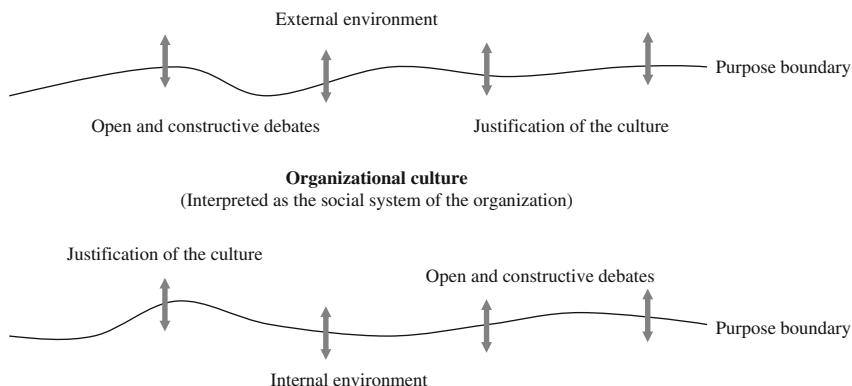 External environment
Purpose boundary
Open and constructive debates
Justification of the culture
Organizational culture
(Interpreted as the social system of the organization)
Justification of the culture
Open and constructive debates
Purpose boundary
Internal environment